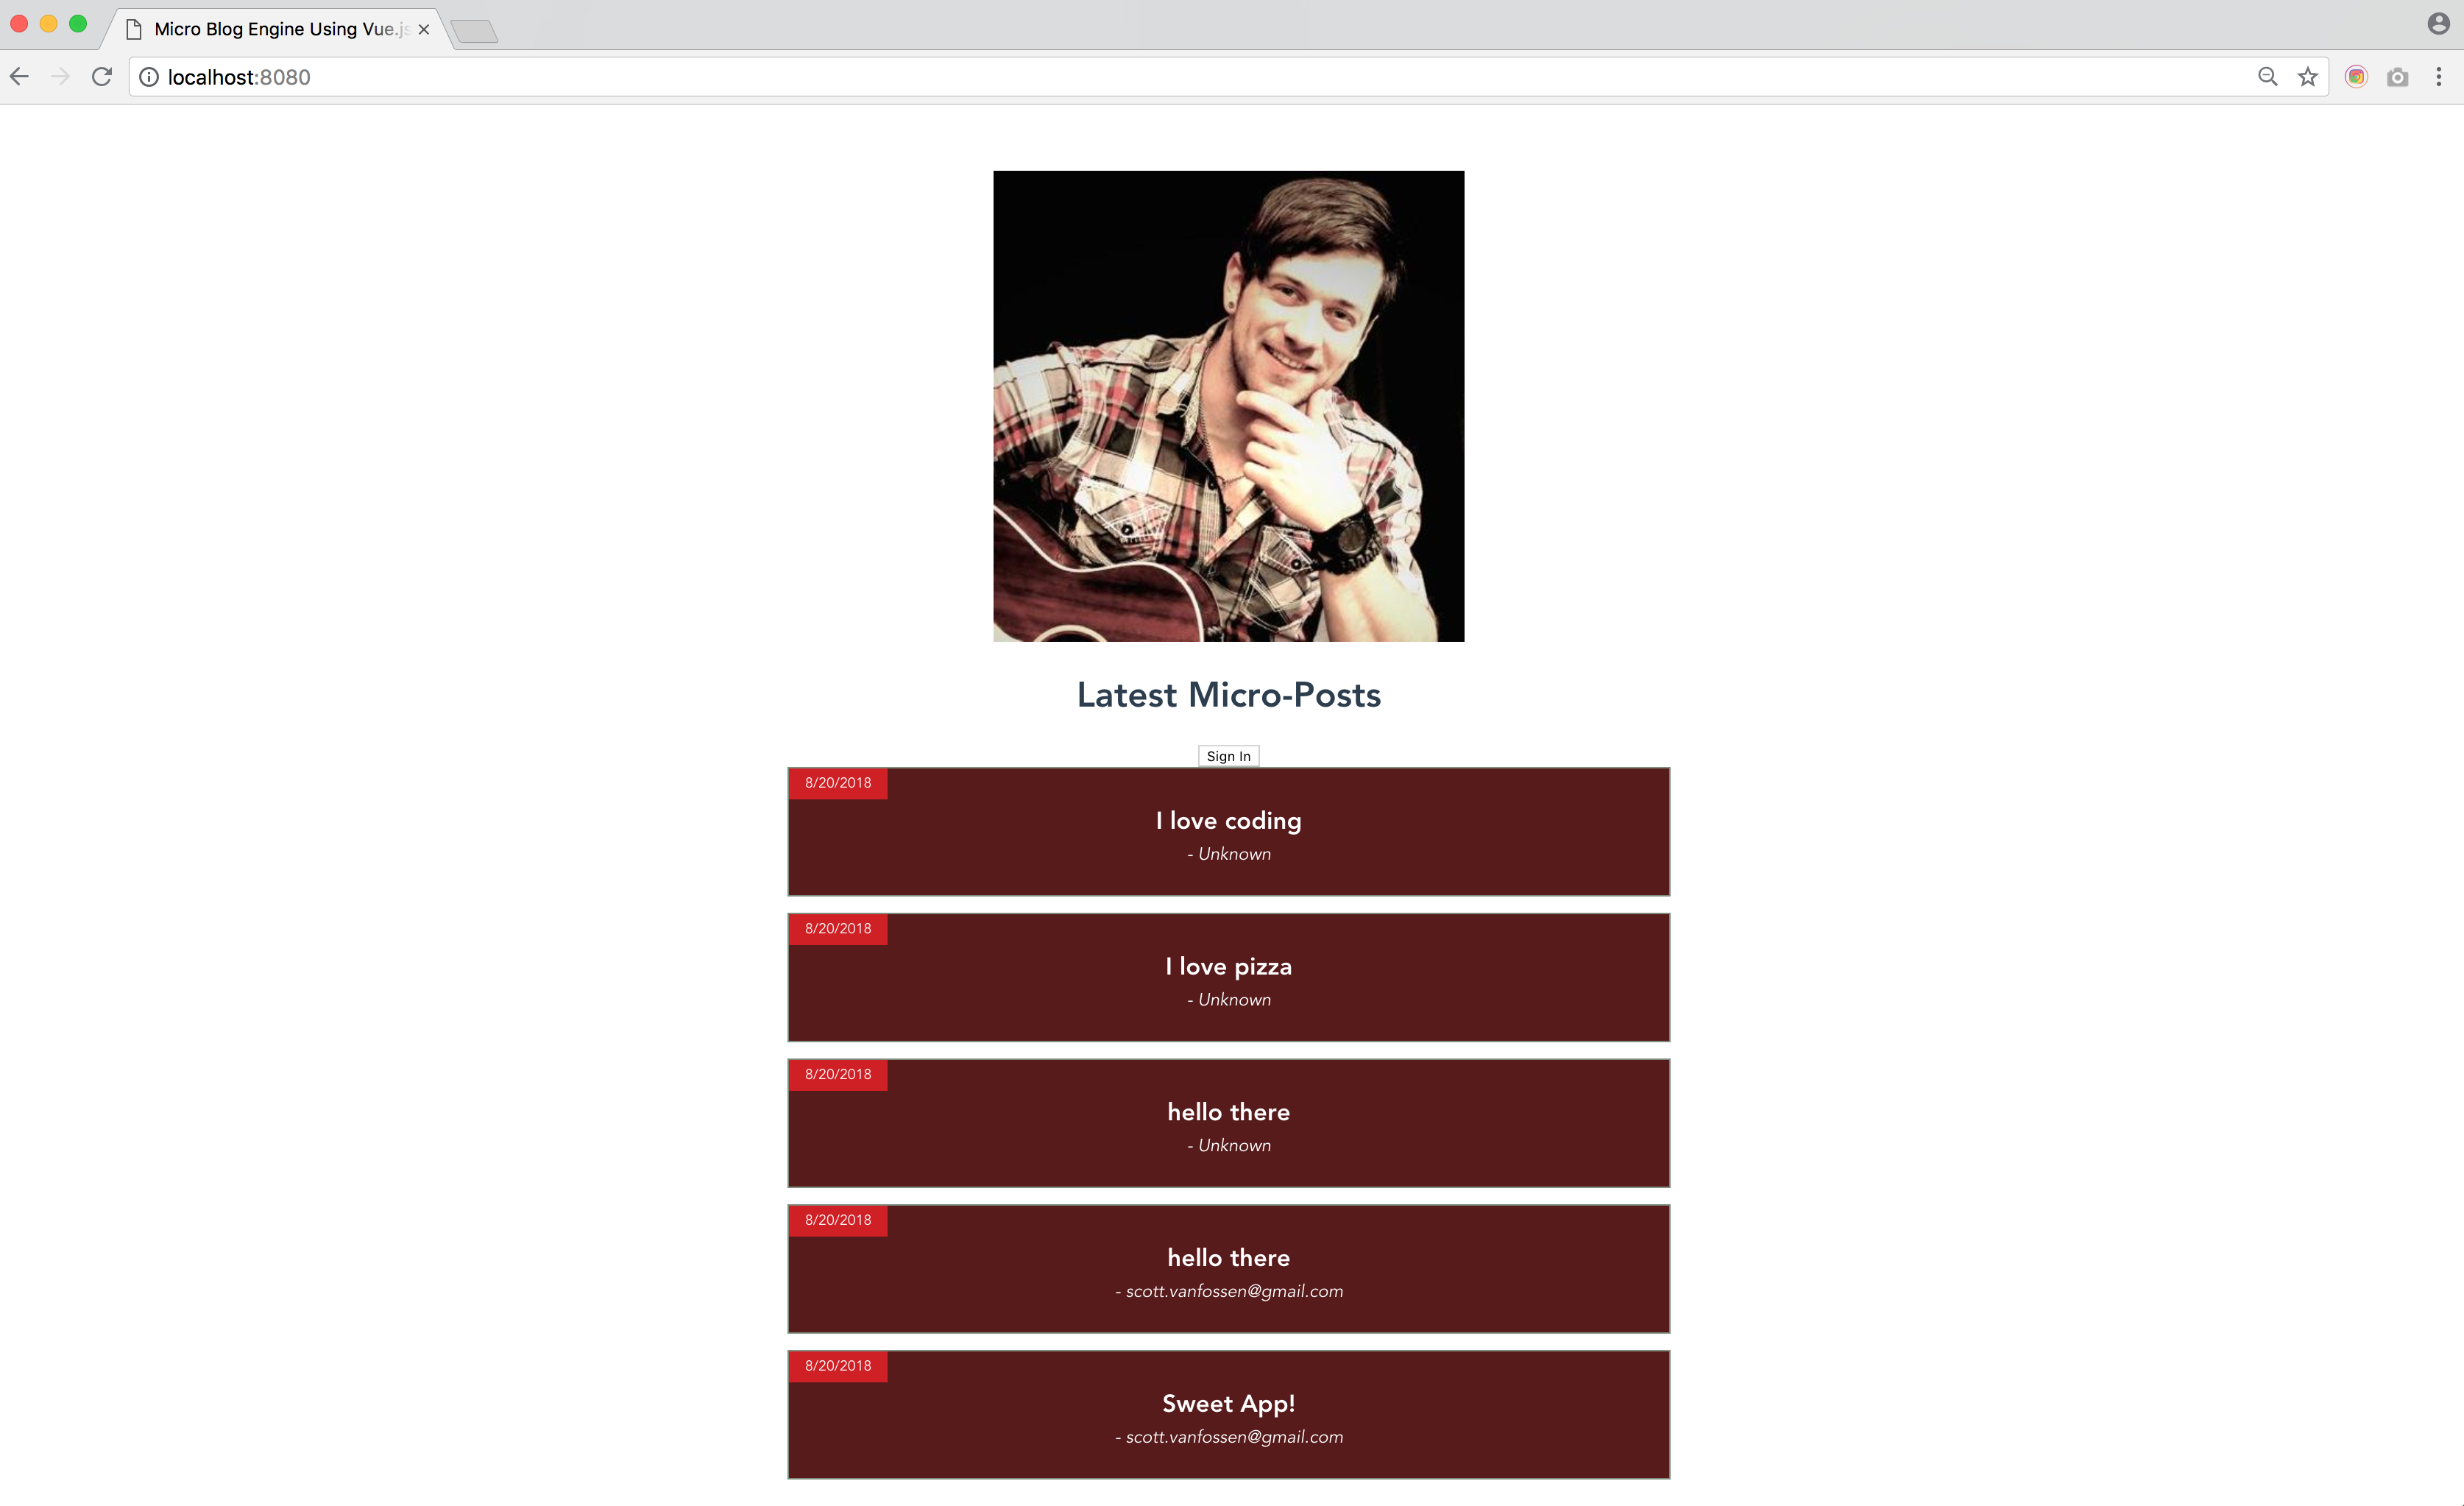 Micro Blog Engine Using Vue.js
localhost:8080
Latest Micro-Posts
Sign In
8/20/2018
I love coding
- Unknown
8/20/2018
I love pizza
- Unknown
8/20/2018
hello there
- Unknown
8/20/2018
hello there
- scott.vanfossen@gmail.com
8/20/2018
Sweet App!
- scott.vanfossen@gmail.com